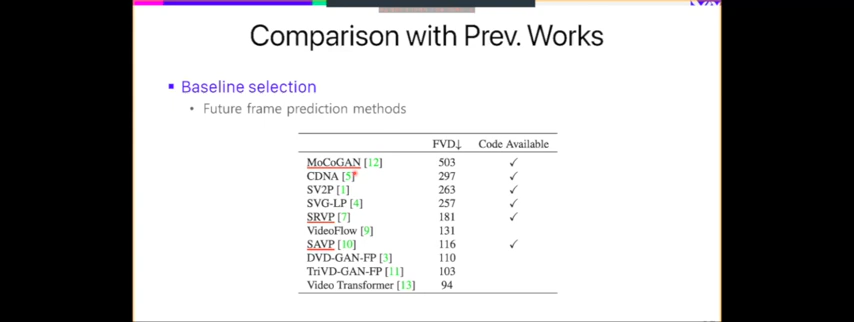 Comparison with Prev. Works
Baseline selection
Future frame prediction methods
FVD↓ Code Available
MoCoGAN [12] 503 ✓
CDNA [5] 297 ✓
SV2P [1] 263 ✓
SVG-LP [4] 257 ✓
SRVP [7] 181 ✓
VideoFlow [9] 131
SAVP [10] 116 ✓
DVD-GAN-FP [3] 110
TriVD-GAN-FP [11] 103
Video Transformer [13] 94